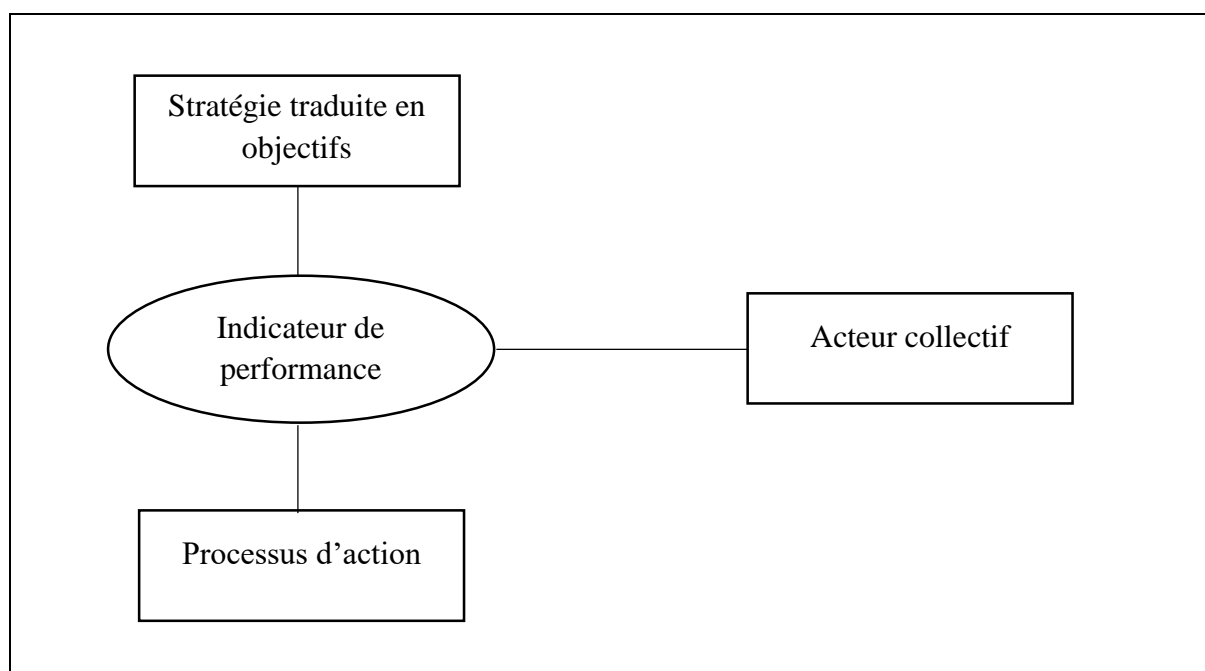 Stratégie traduite en
objectifs
Indicateur de
performance
Acteur collectif
Processus d’action